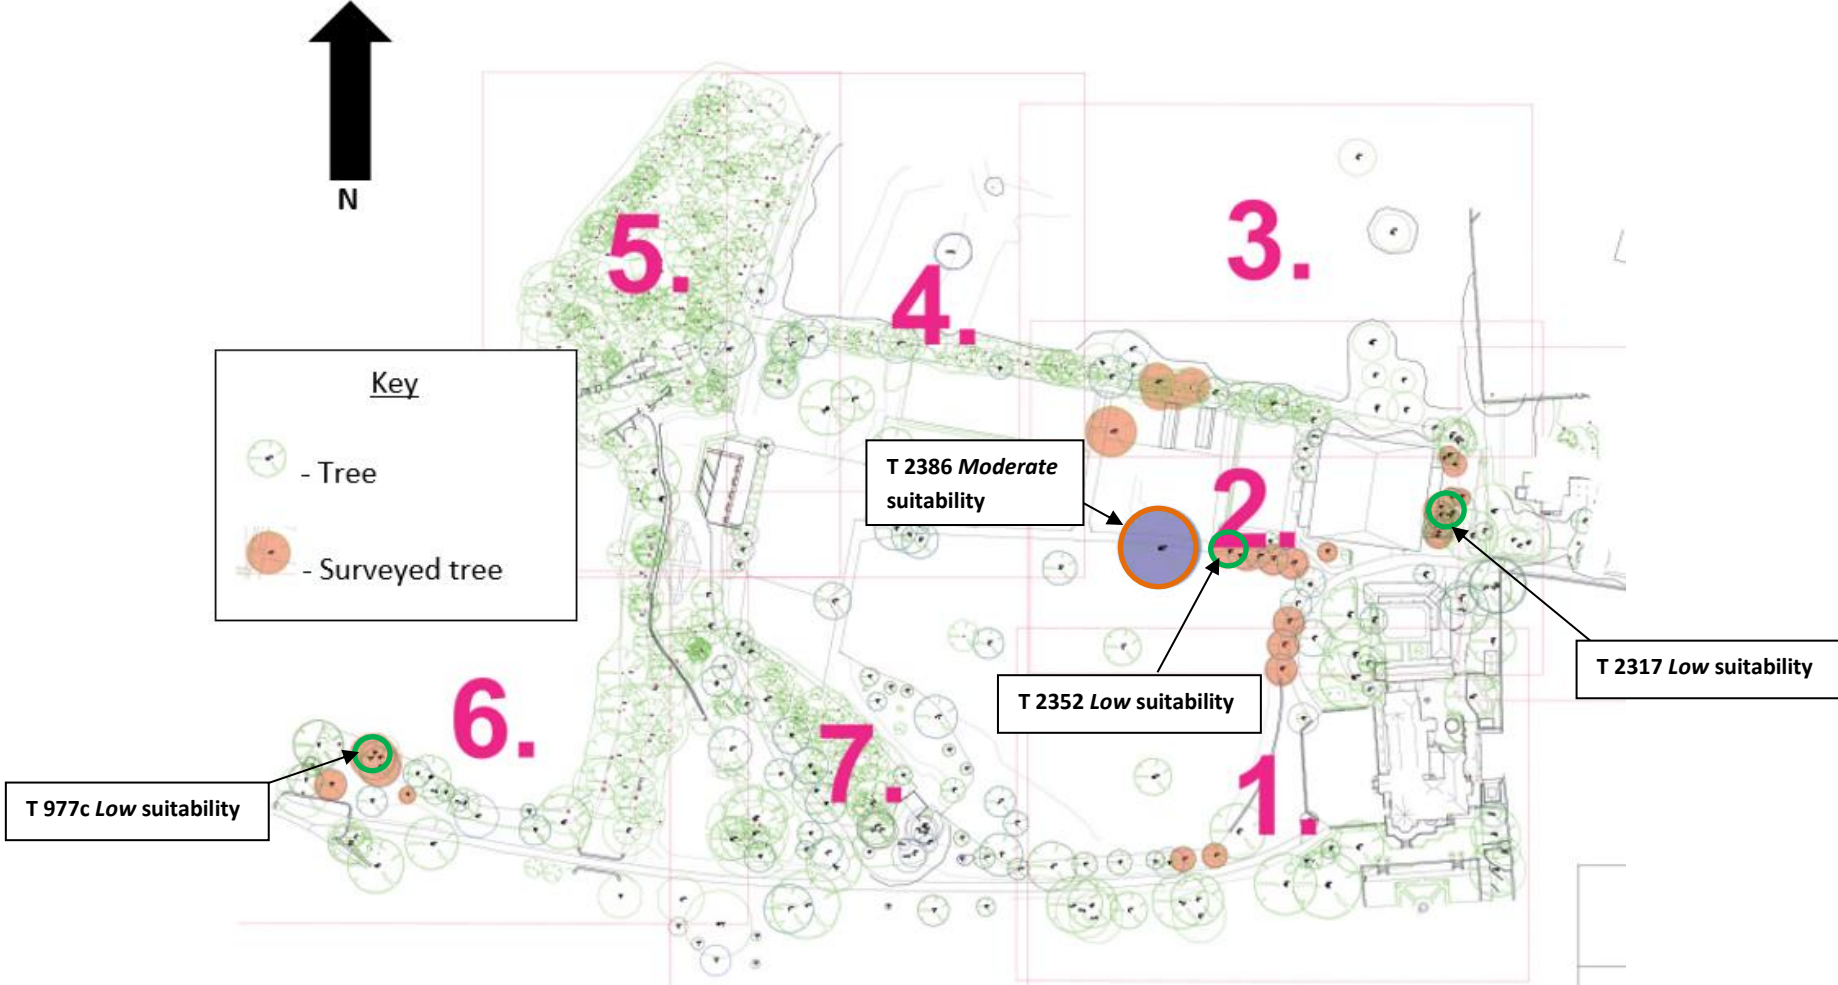 N
5.
3.
4.
Key
- Tree
- Surveyed tree
T 2386 Moderate
suitability
2.
T 2317 Low suitability
T 2352 Low suitability
6.
7.
1.
T 977c Low suitability